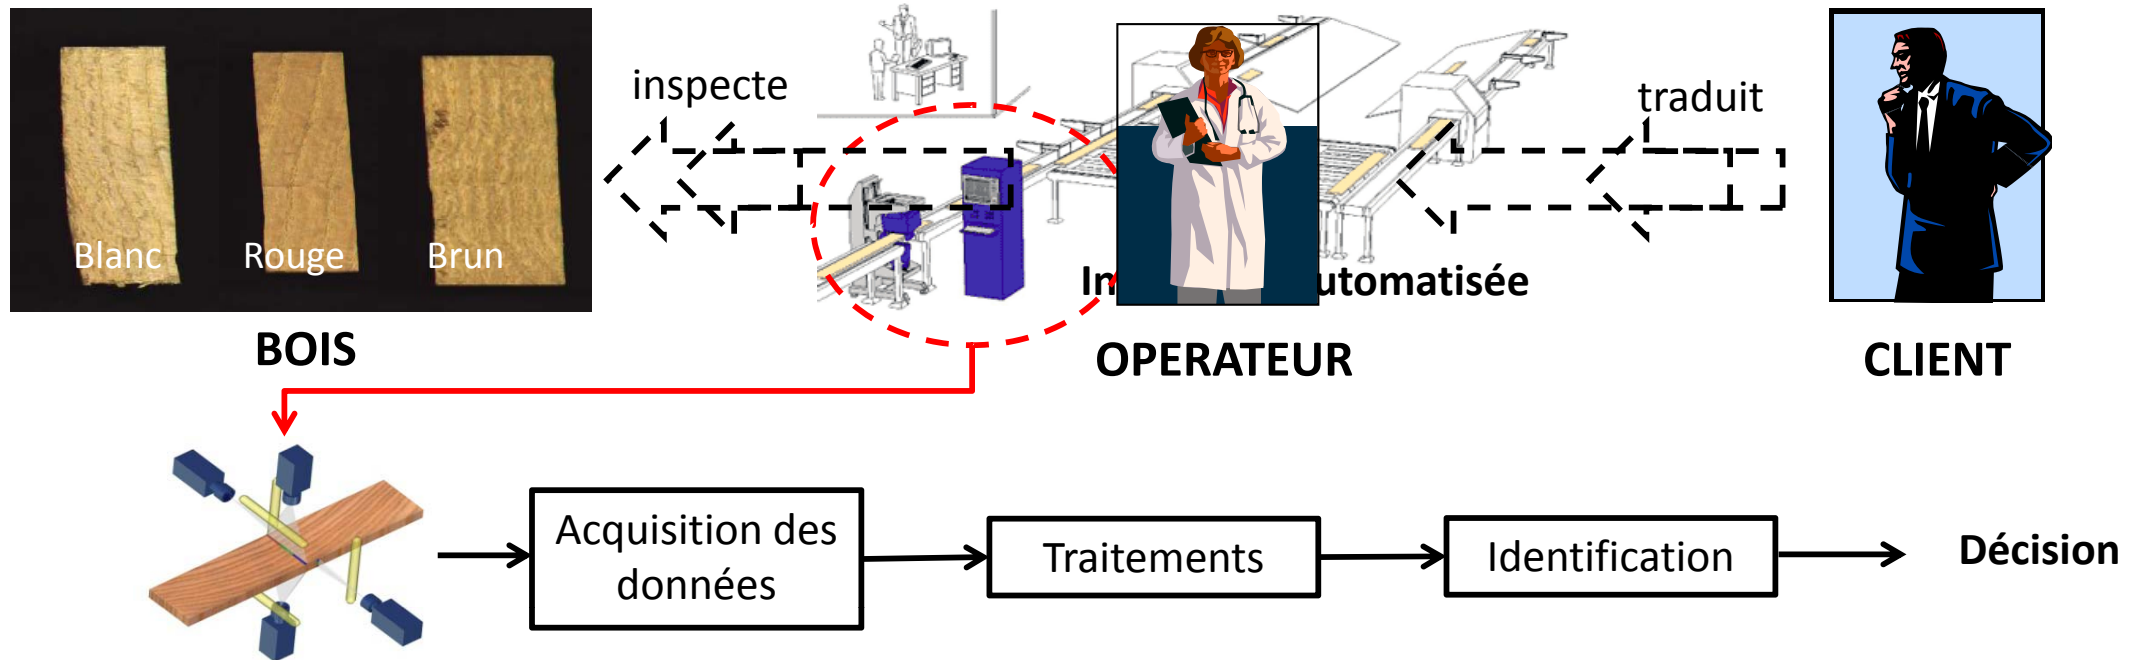 inspecte
traduit
Blanc
Rouge
Brun
In
utomatisée
BOIS
OPERATEUR
CLIENT
Acquisition des
données
Traitements
Identification
Décision